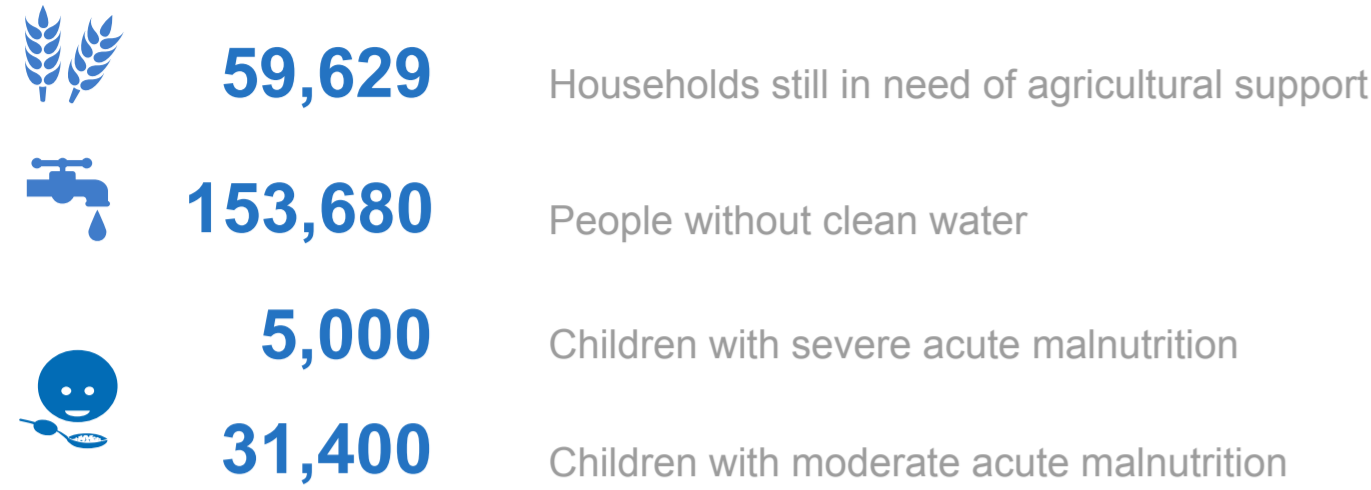 59,629 Households still in need of agricultural support
153,680 People without clean water
5,000 Children with severe acute malnutrition
31,400 Children with moderate acute malnutrition